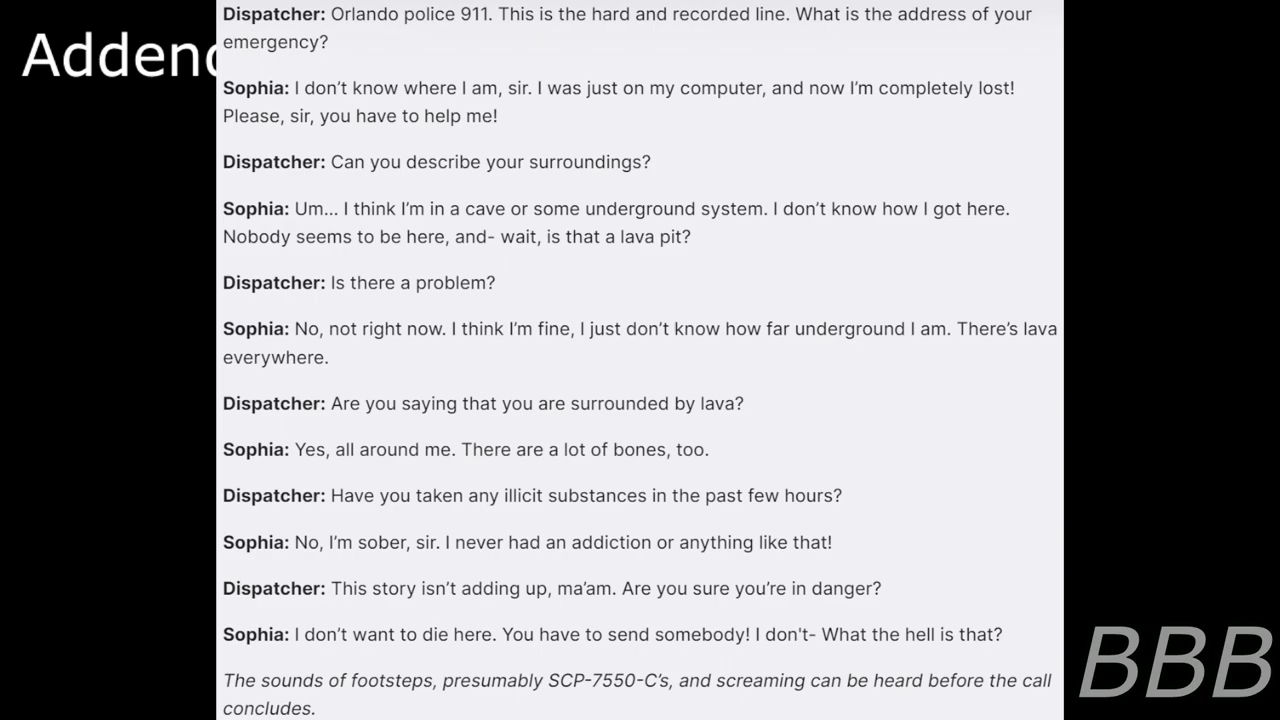 Addend
Dispatcher: Orlando police 911. This is the hard and recorded line. What is the address of your
emergency?
Sophia: I don’t know where I am, sir. I was just on my computer, and now I’m completely lost!
Please, sir, you have to help me!
Dispatcher: Can you describe your surroundings?
Sophia: Um... I think I’m in a cave or some underground system. I don’t know how I got here.
Nobody seems to be here, and- wait, is that a lava pit?
Dispatcher: Is there a problem?
Sophia: No, not right now. I think I’m fine, I just don’t know how far underground I am. There’s lava
everywhere.
Dispatcher: Are you saying that you are surrounded by lava?
Sophia: Yes, all around me. There are a lot of bones, too.
Dispatcher: Have you taken any illicit substances in the past few hours?
Sophia: No, I’m sober, sir. I never had an addiction or anything like that!
Dispatcher: This story isn’t adding up, ma’am. Are you sure you’re in danger?
Sophia: I don’t want to die here. You have to send somebody! I don't- What the hell is that?
The sounds of footsteps, presumably SCP-7550-C’s, and screaming can be heard before the call
concludes.
BBB